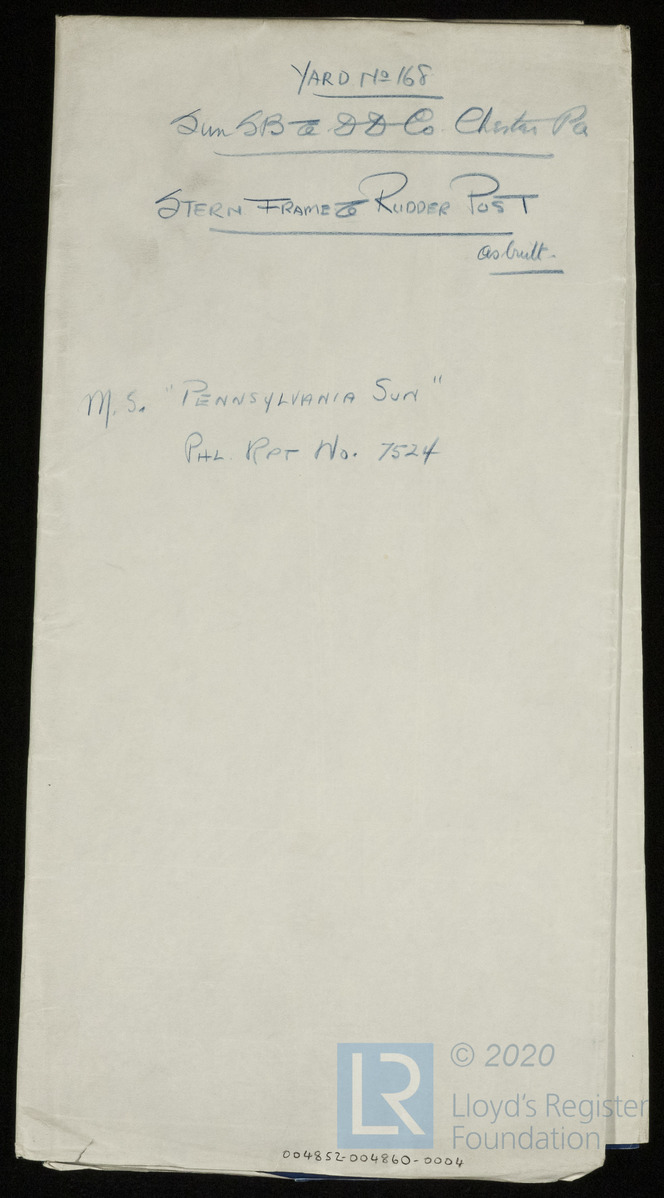 YARD No 168
Sun SB & DD Co. Chester Pa
STERN FRAME & RUDDER POST
as built.
M.S. "PENNSYLVANIA SUN"
PHL. RPT No. 7524
LR
© 2020
Lloyd's Register
Foundation
004852-004860-0004